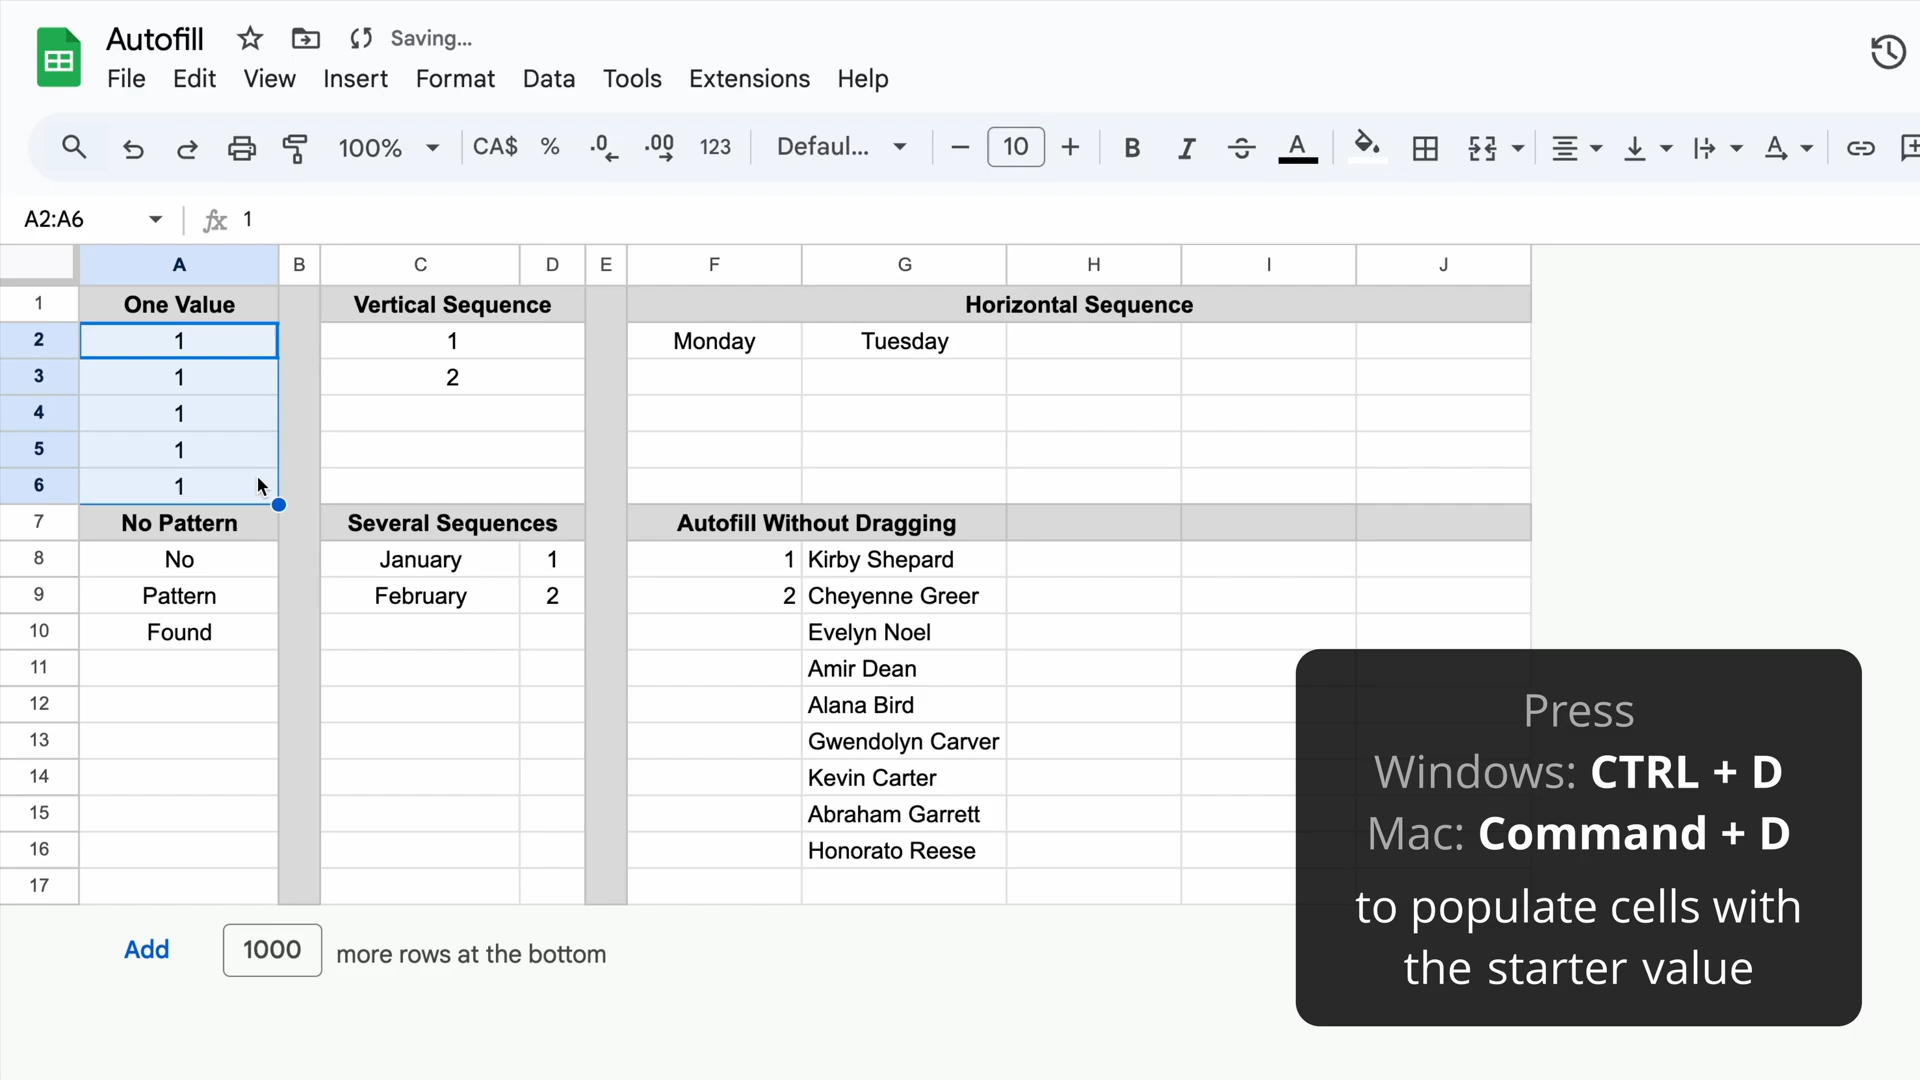 Autofill Saving...
File Edit View Insert Format Data Tools Extensions Help
100% CA$ % .0 .00 123 Defaul... − 10 + B I S A A
A2:A6 fx 1
A B C D E F G H I J
1 One Value Vertical Sequence Horizontal Sequence
2 1 1 Monday Tuesday
3 1 2
4 1
5 1
6 1
7 No Pattern Several Sequences Autofill Without Dragging
8 No January 1 1 Kirby Shepard
9 Pattern February 2 2 Cheyenne Greer
10 Found Evelyn Noel
11 Amir Dean
12 Alana Bird
13 Gwendolyn Carver
14 Kevin Carter
15 Abraham Garrett
16 Honorato Reese
17
Add 1000 more rows at the bottom
Press
Windows: CTRL + D
Mac: Command + D
to populate cells with
the starter value